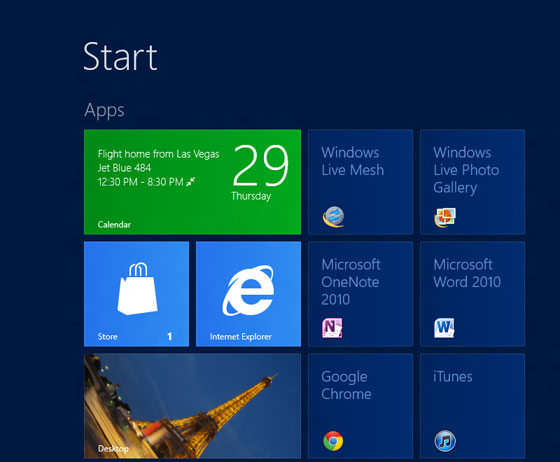 Start
Apps
Flight home from Las Vegas
Jet Blue 484
12:30 PM - 8:30 PM
29
Thursday
Calendar
Windows
Live Mesh
Windows
Live Photo
Gallery
Store
1
Internet Explorer
Microsoft
OneNote
2010
Microsoft
Word 2010
Desktop
Google
Chrome
iTunes